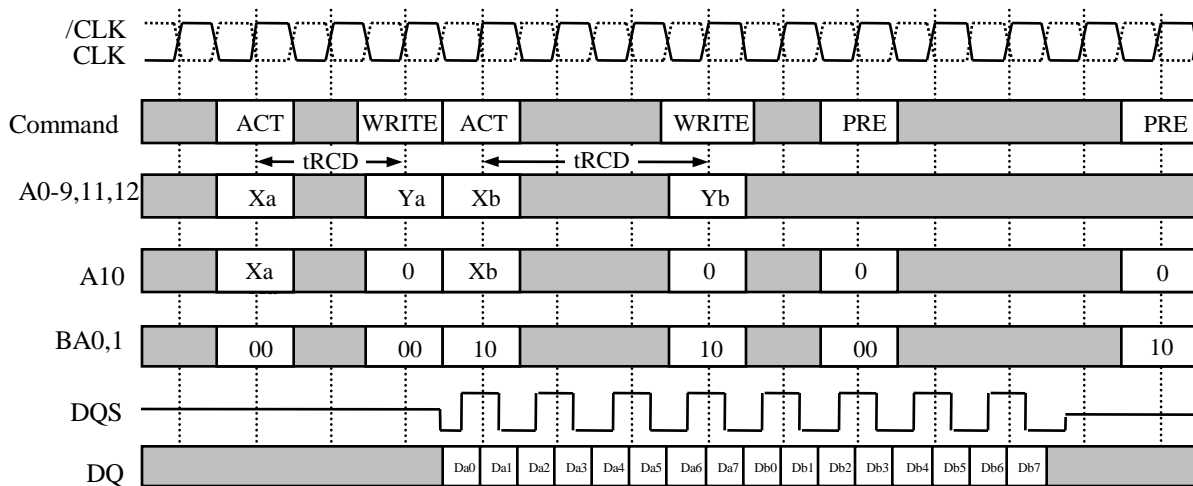 /CLK
CLK
Command ACT WRITE ACT WRITE PRE PRE
tRCD tRCD
A0-9,11,12 Xa Ya Xb Yb
A10 Xa 0 Xb 0 0 0
BA0,1 00 00 10 10 00 10
DQS
DQ Da0 Da1 Da2 Da3 Da4 Da5 Da6 Da7 Db0 Db1 Db2 Db3 Db4 Db5 Db6 Db7